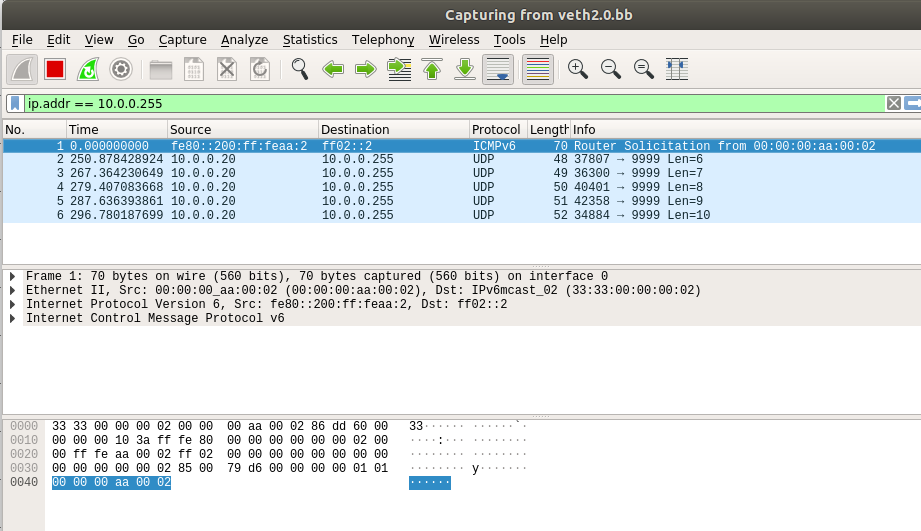 Capturing from veth2.0.bb
File Edit View Go Capture Analyze Statistics Telephony Wireless Tools Help
ip.addr == 10.0.0.255
No. Time Source Destination Protocol Length Info
1 0.000000000 fe80::200:ff:feaa:2 ff02::2 ICMPv6 70 Router Solicitation from 00:00:00:aa:00:02
2 250.878428924 10.0.0.20 10.0.0.255 UDP 48 37807 → 9999 Len=6
3 267.364230649 10.0.0.20 10.0.0.255 UDP 49 36300 → 9999 Len=7
4 279.407083668 10.0.0.20 10.0.0.255 UDP 50 40401 → 9999 Len=8
5 287.636393861 10.0.0.20 10.0.0.255 UDP 51 42358 → 9999 Len=9
6 296.780187699 10.0.0.20 10.0.0.255 UDP 52 34884 → 9999 Len=10
Frame 1: 70 bytes on wire (560 bits), 70 bytes captured (560 bits) on interface 0
Ethernet II, Src: 00:00:00_aa:00:02 (00:00:00:aa:00:02), Dst: IPv6mcast_02 (33:33:00:00:00:02)
Internet Protocol Version 6, Src: fe80::200:ff:feaa:2, Dst: ff02::2
Internet Control Message Protocol v6
0000 33 33 00 00 00 02 00 00 00 aa 00 02 86 dd 60 00 33······ ······`·
0010 00 00 00 10 3a ff fe 80 00 00 00 00 00 00 02 00 ····:··· ········
0020 00 ff fe aa 00 02 ff 02 00 00 00 00 00 00 00 00 ········ ········
0030 00 00 00 00 00 02 85 00 79 d6 00 00 00 00 01 01 ········ y·······
0040 00 00 00 aa 00 02 ······